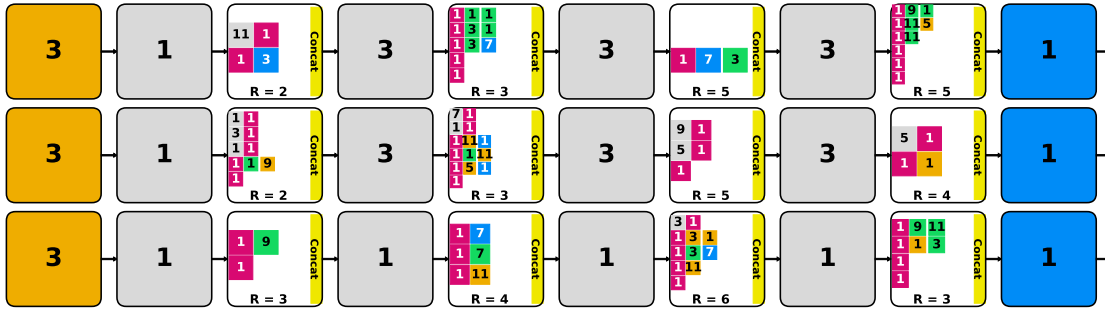 3 1 11 1 1 3 Concat R = 2 3 1 1 1 1 3 1 1 3 7 1 1 Concat R = 3 3 1 7 3 Concat R = 5 3 1 9 1 1 11 5 1 11 1 1 1 Concat R = 5 1
3 1 1 1 3 1 1 1 1 1 9 1 Concat R = 2 3 7 1 1 1 1 11 1 1 1 11 1 5 1 1 Concat R = 3 3 9 1 5 1 1 Concat R = 5 3 5 1 1 1 Concat R = 4 1
3 1 1 9 1 Concat R = 3 1 1 7 1 7 1 11 Concat R = 4 1 3 1 1 3 1 1 3 7 1 11 1 Concat R = 6 1 1 9 11 1 1 3 1 1 Concat R = 3 1